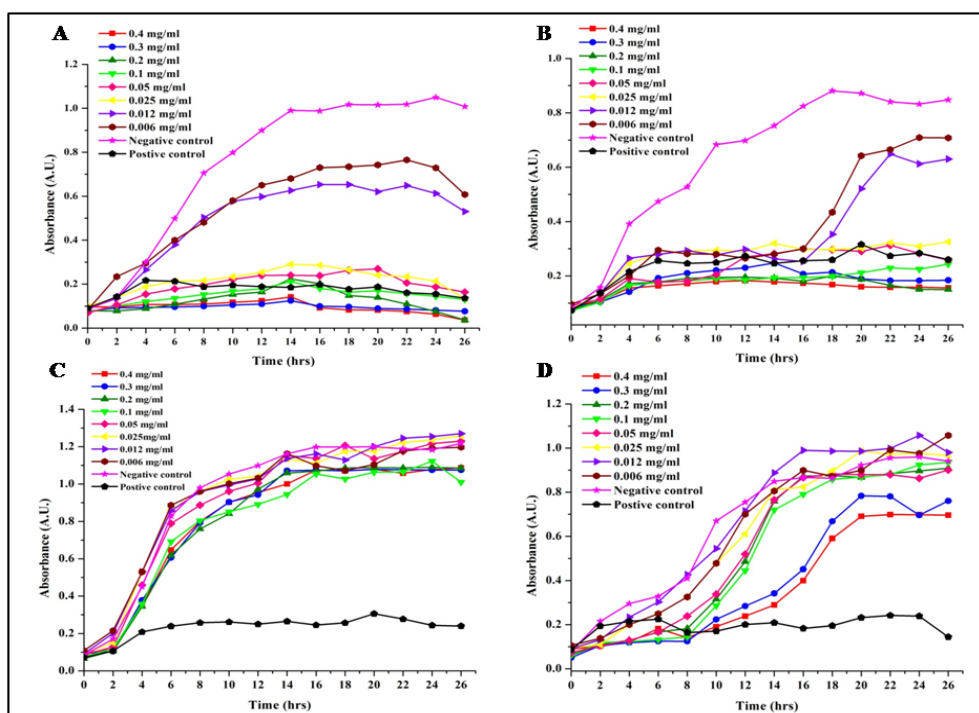 A
0.4 mg/ml
0.3 mg/ml
0.2 mg/ml
0.1 mg/ml
0.05 mg/ml
0.025 mg/ml
0.012 mg/ml
0.006 mg/ml
Negative control
Postive control
Absorbance (A.U.)
1.2
1.0
0.8
0.6
0.4
0.2
0.0
0 2 4 6 8 10 12 14 16 18 20 22 24 26
Time (hrs)
B
0.4 mg/ml
0.3 mg/ml
0.2 mg/ml
0.1 mg/ml
0.05 mg/ml
0.025 mg/ml
0.012 mg/ml
0.006 mg/ml
Negative control
Postive control
Absorbance (A.U.)
1.0
0.8
0.6
0.4
0.2
0.0
0 2 4 6 8 10 12 14 16 18 20 22 24 26
Time (hrs)
C
0.4 mg/ml
0.3 mg/ml
0.2 mg/ml
0.1 mg/ml
0.05 mg/ml
0.025mg/ml
0.012 mg/ml
0.006 mg/ml
Negative control
Postive control
Absorbance (A.U.)
1.4
1.2
1.0
0.8
0.6
0.4
0.2
0.0
0 2 4 6 8 10 12 14 16 18 20 22 24 26
Time (hrs)
D
0.4 mg/ml
0.3 mg/ml
0.2 mg/ml
0.1 mg/ml
0.05 mg/ml
0.025 mg/ml
0.012 mg/ml
0.006 mg/ml
Negative control
Postive control
Absorbance (A.U.)
1.2
1.0
0.8
0.6
0.4
0.2
0.0
0 2 4 6 8 10 12 14 16 18 20 22 24 26
Time (hrs)